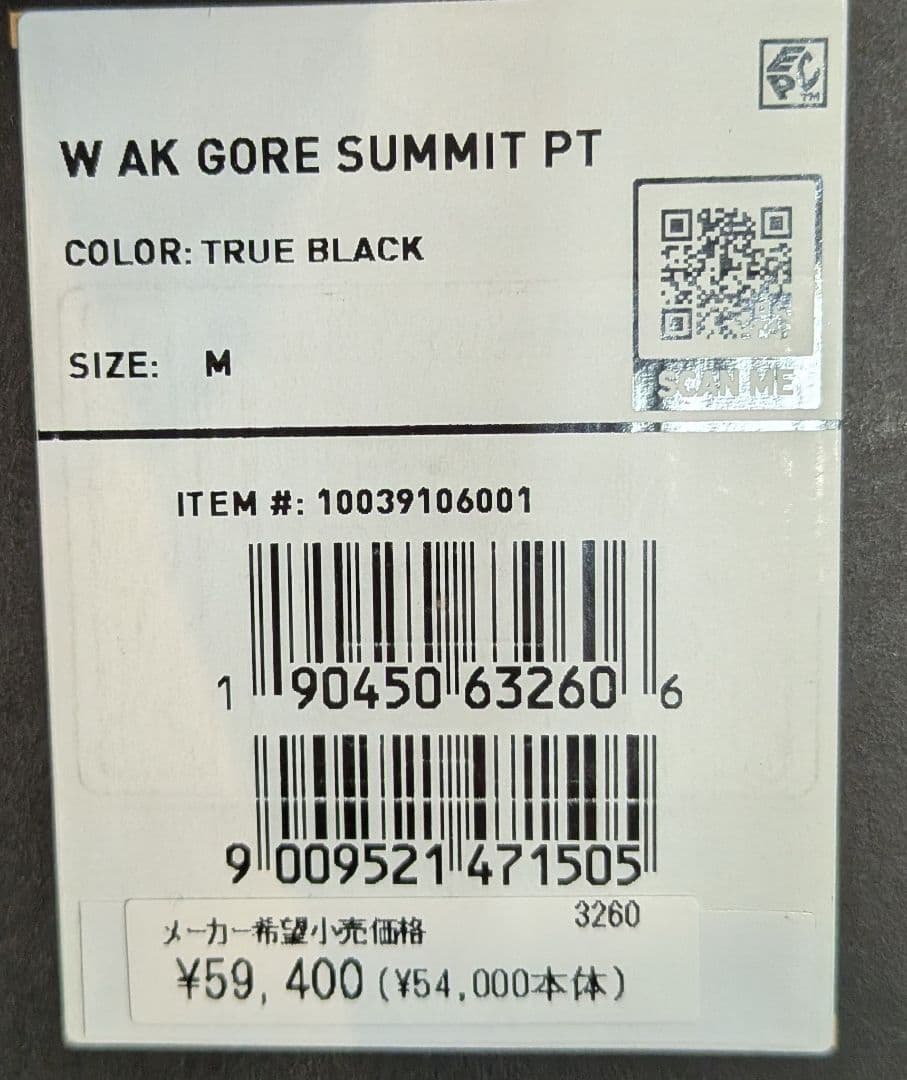 EPC™
W AK GORE SUMMIT PT
COLOR: TRUE BLACK
SIZE: M
SCAN ME
ITEM #: 10039106001
1 90450 63260 6
9 009521 471505
3260
メーカー希望小売価格
¥59,400(¥54,000本体)